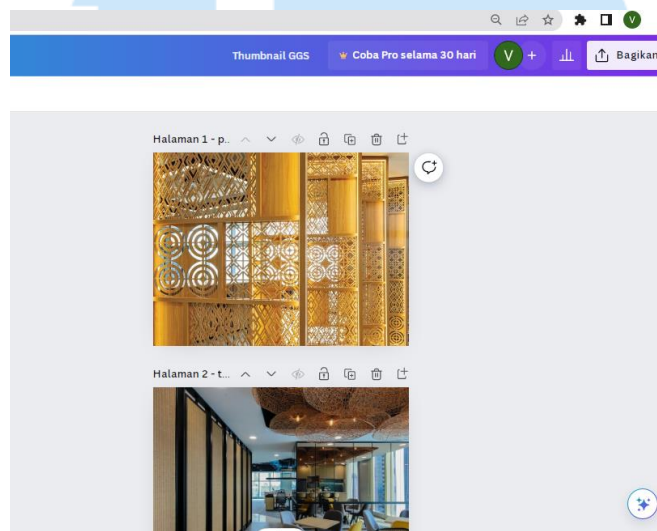 V
Thumbnail GGS
Coba Pro selama 30 hari
V
+
Bagikan
Halaman 1 - p...
Halaman 2 - t...